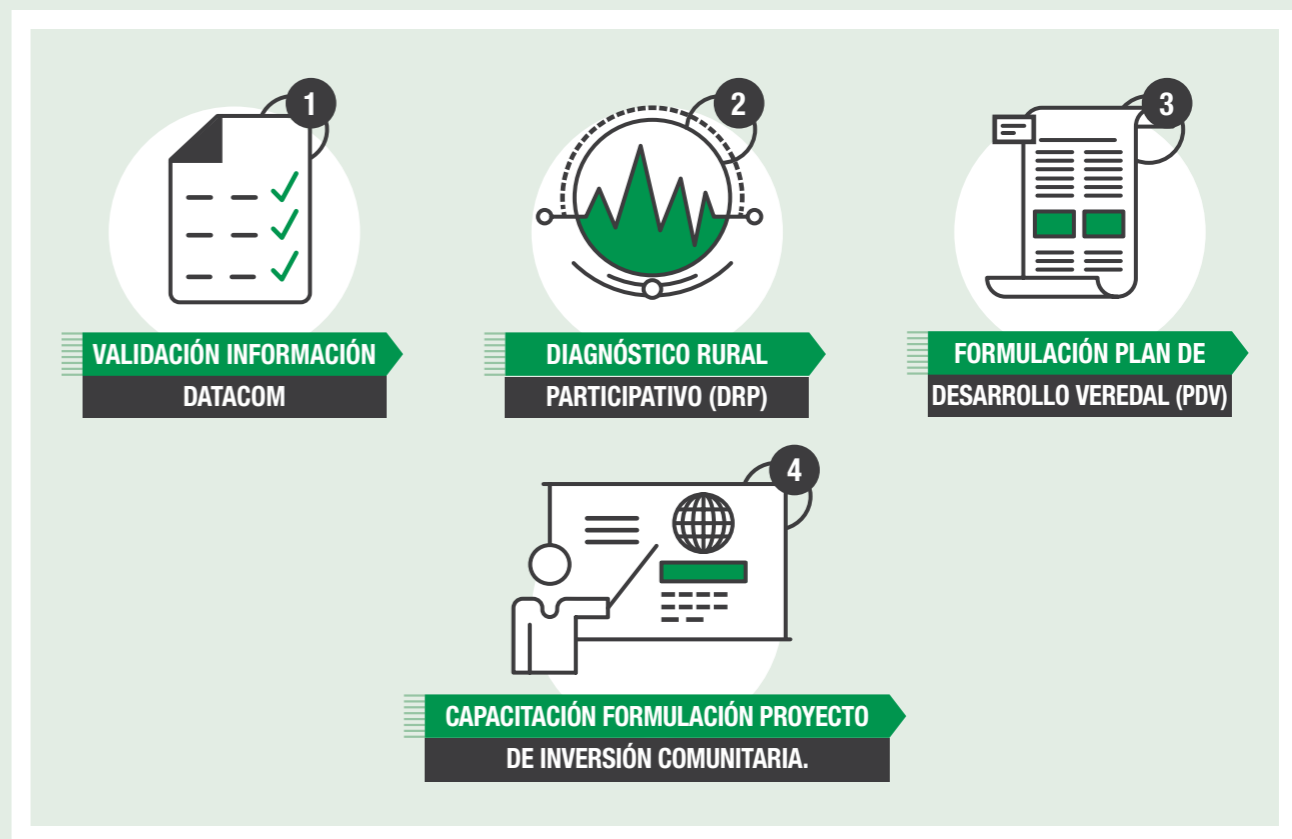 1
VALIDACIÓN INFORMACIÓN
DATACOM
2
DIAGNÓSTICO RURAL
PARTICIPATIVO (DRP)
3
FORMULACIÓN PLAN DE
DESARROLLO VEREDAL (PDV)
4
CAPACITACIÓN FORMULACIÓN PROYECTO
DE INVERSIÓN COMUNITARIA.